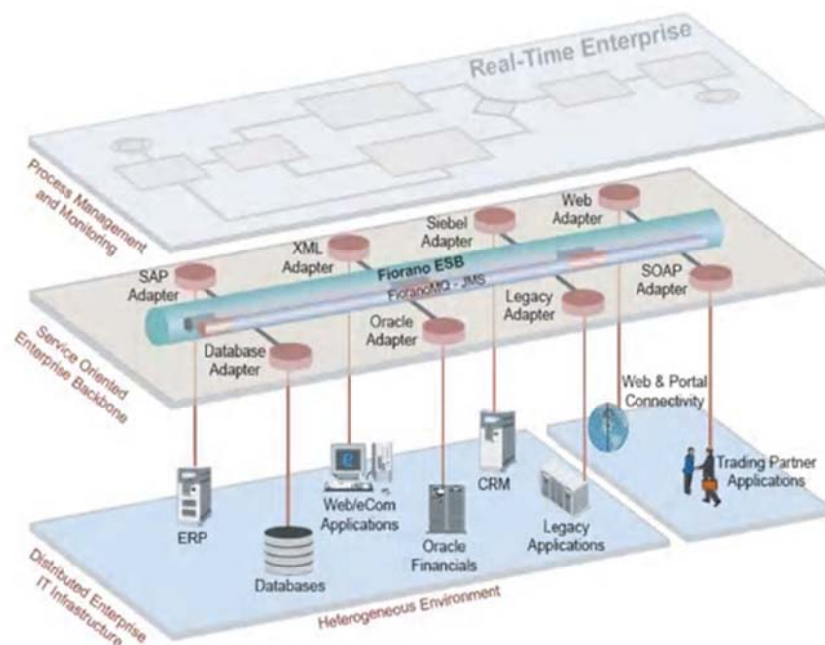 Real-Time Enterprise
Process Management
and Monitoring
Web
Adapter
Siebel
Adapter
XML
Adapter
SAP
Adapter
Fiorano ESB
FioranoMQ - JMS
SOAP
Adapter
Legacy
Adapter
Oracle
Adapter
Database
Adapter
Service Oriented
Enterprise Backbone
Web & Portal
Connectivity
Trading Partner
Applications
CRM
Web/eCom
Applications
ERP
Legacy
Applications
Oracle
Financials
Databases
Distributed Enterprise
IT Infrastructure
Heterogeneous Environment